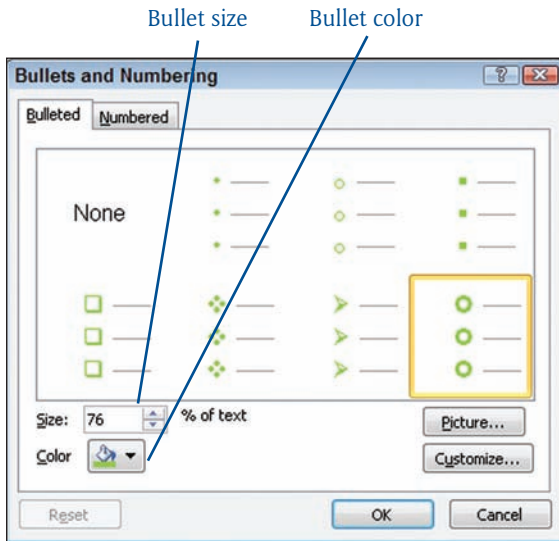 Bullet size Bullet color
Bullets and Numbering
Bulleted Numbered
None
Size: 76 % of text Picture...
Color Customize...
Reset OK Cancel